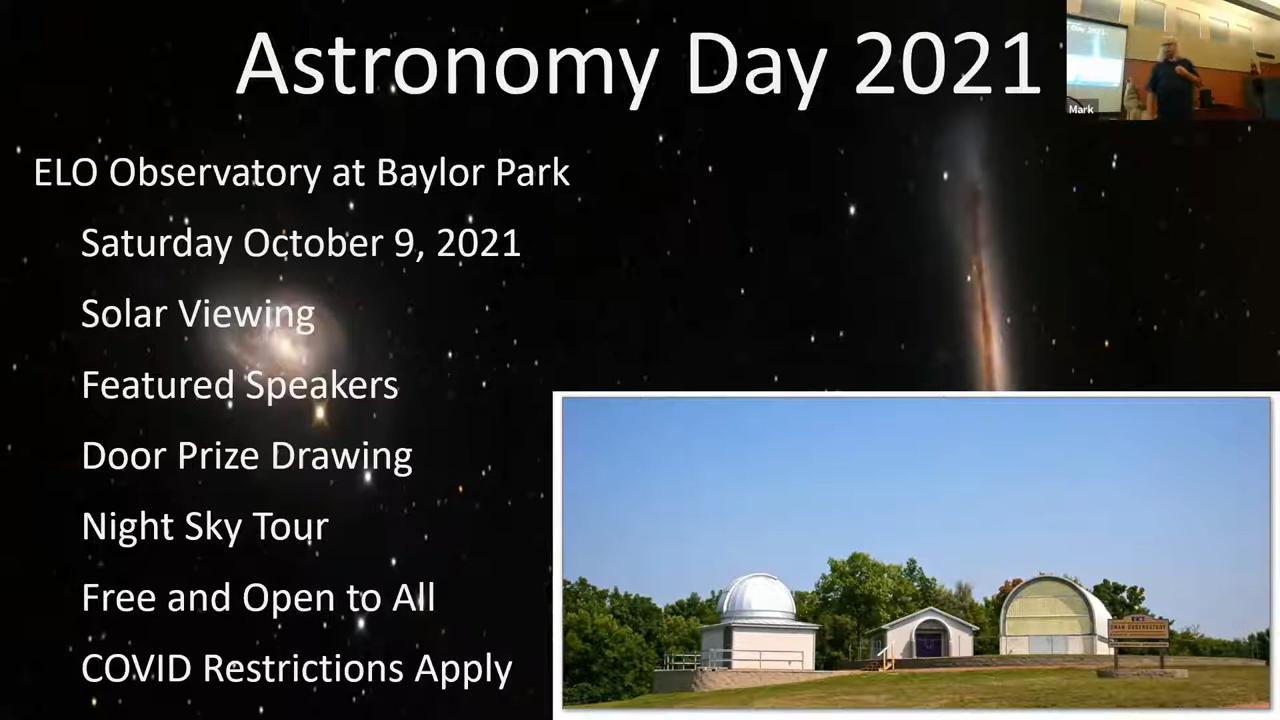 Astronomy Day 2021
Mark
ELO Observatory at Baylor Park
Saturday October 9, 2021
Solar Viewing
Featured Speakers
Door Prize Drawing
Night Sky Tour
Free and Open to All
COVID Restrictions Apply
OBSERVATORY